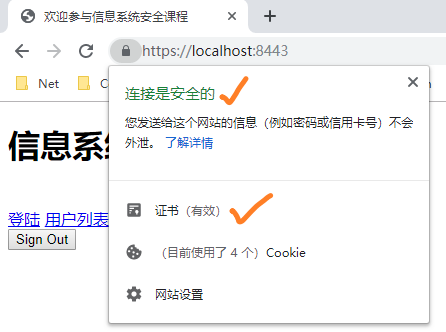 欢迎参与信息系统安全课程
https://localhost:8443
Net
连接是安全的
您发送给这个网站的信息（例如密码或信用卡号）不会
外泄。 了解详情
信息系
登陆 用户列表
Sign Out
证书（有效）
（目前使用了 4 个）Cookie
网站设置